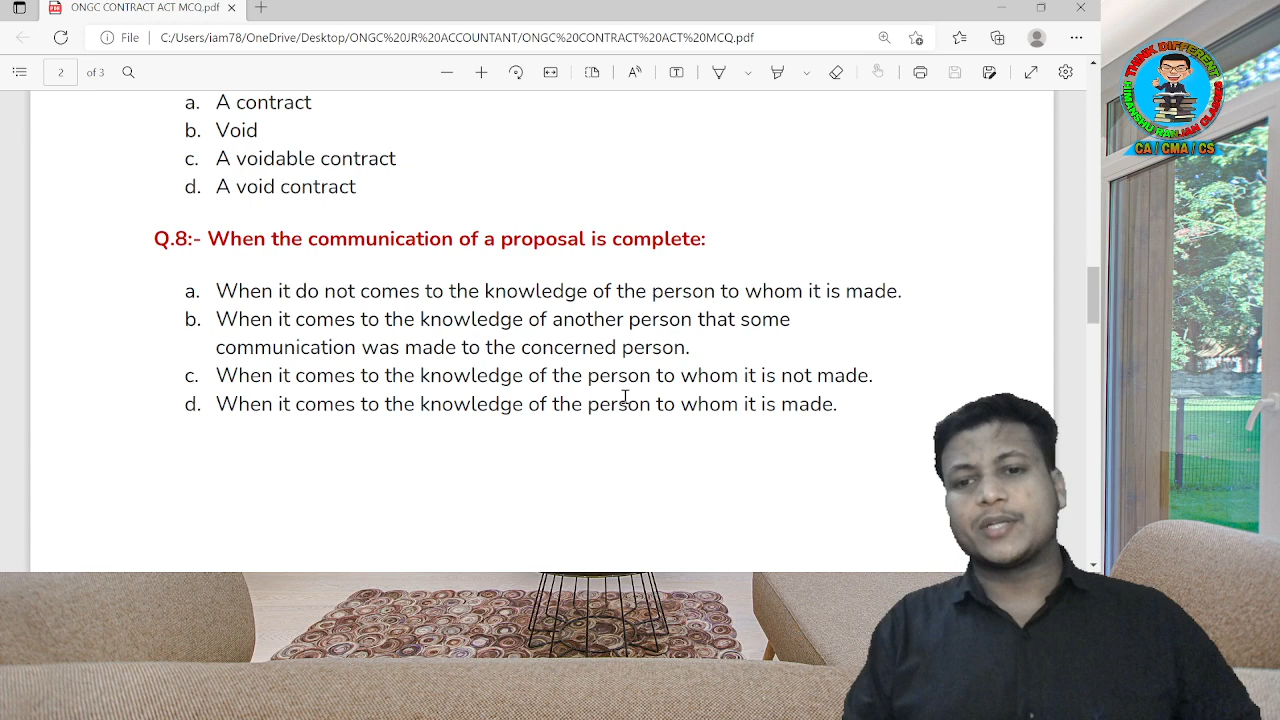 ONGC CONTRACT ACT MCQ.pdf
File
C:/Users/iam78/OneDrive/Desktop/ONGC%20JR%20ACCOUNTANT/ONGC%20CONTRACT%20ACT%20MCQ.pdf
2 of 3
a. A contract
b. Void
c. A voidable contract
d. A void contract
Q.8:- When the communication of a proposal is complete:
a. When it do not comes to the knowledge of the person to whom it is made.
b. When it comes to the knowledge of another person that some
communication was made to the concerned person.
c. When it comes to the knowledge of the person to whom it is not made.
d. When it comes to the knowledge of the person to whom it is made.
THINK DIFFERENT
HIMANSHU RANJAN CLASSES
CA / CMA / CS